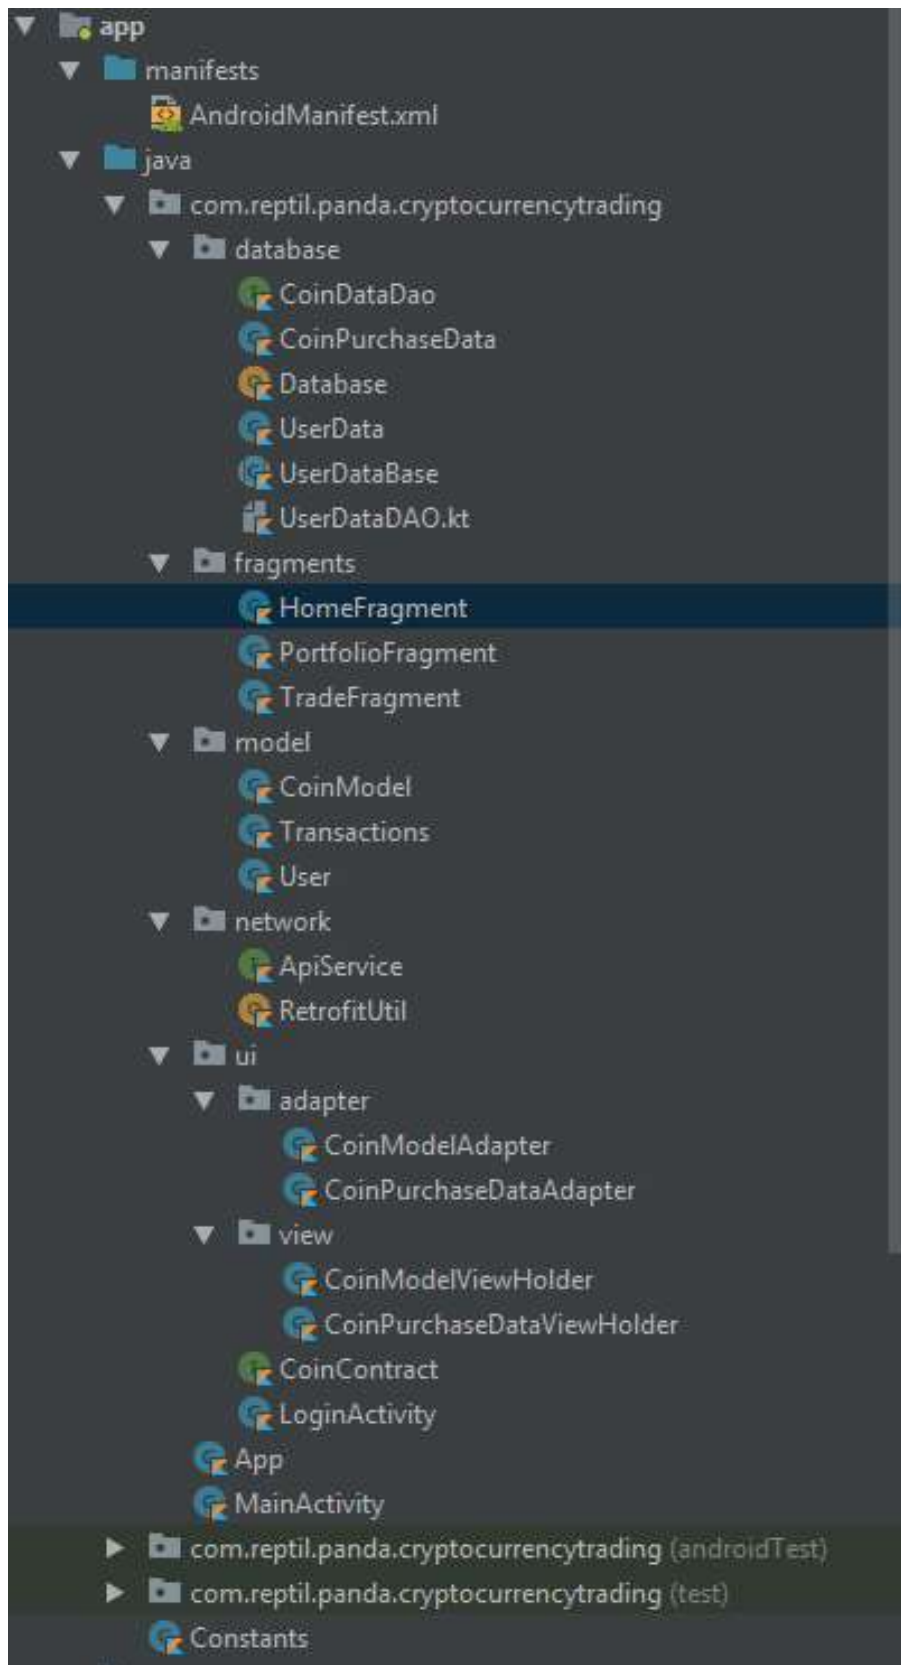 app
manifests
AndroidManifest.xml
java
com.reptil.panda.cryptocurrencytrading
database
CoinDataDao
CoinPurchaseData
Database
UserData
UserDataBase
UserDataDAO.kt
fragments
HomeFragment
PortfolioFragment
TradeFragment
model
CoinModel
Transactions
User
network
ApiService
RetrofitUtil
ui
adapter
CoinModelAdapter
CoinPurchaseDataAdapter
view
CoinModelViewHolder
CoinPurchaseDataViewHolder
CoinContract
LoginActivity
App
MainActivity
com.reptil.panda.cryptocurrencytrading (androidTest)
com.reptil.panda.cryptocurrencytrading (test)
Constants